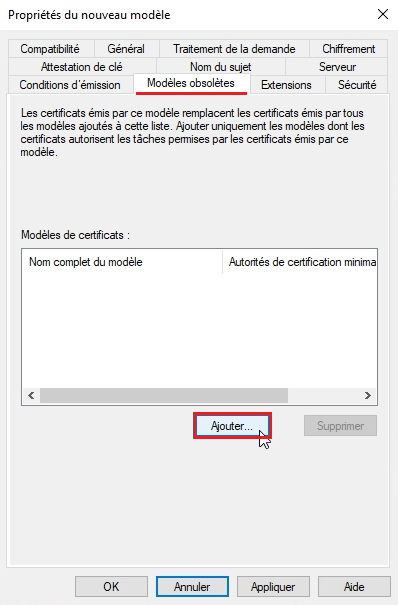 Propriétés du nouveau modèle
Compatibilité Général Traitement de la demande Chiffrement
Attestation de clé Nom du sujet Serveur
Conditions d'émission Modèles obsolètes Extensions Sécurité
Les certificats émis par ce modèle remplacent les certificats émis par tous
les modèles ajoutés à cette liste. Ajouter uniquement les modèles dont les
certificats autorisent les tâches permises par les certificats émis par ce
modèle.
Modèles de certificats :
Nom complet du modèle Autorités de certification minima
Ajouter... Supprimer
OK Annuler Appliquer Aide